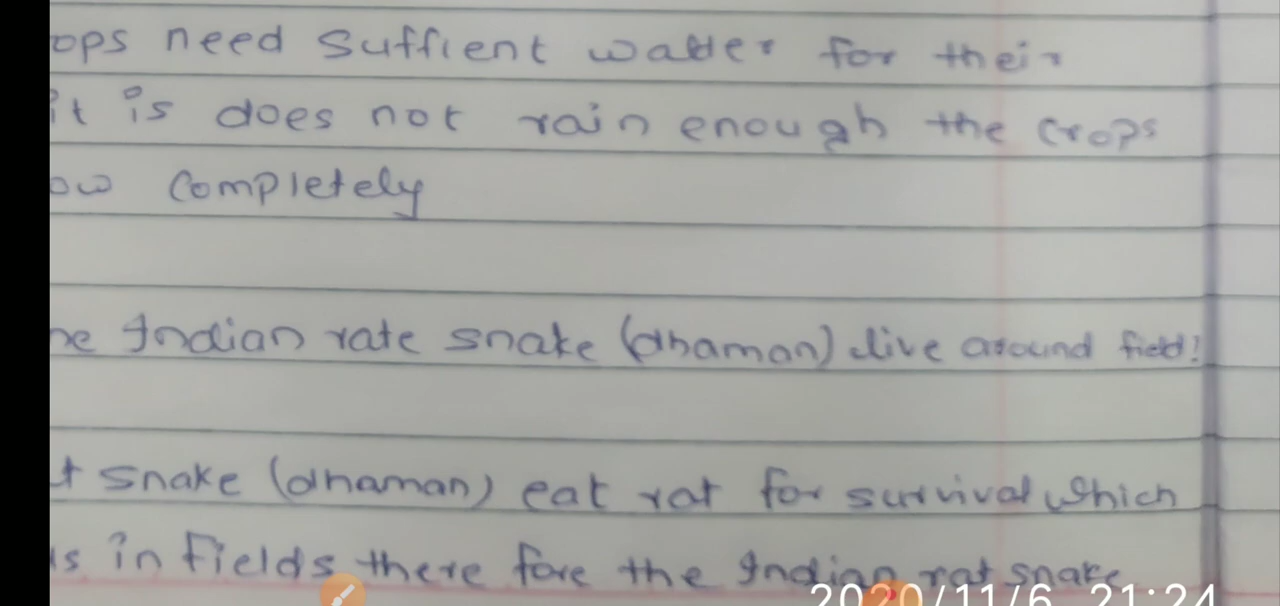 ops need suffient watter for their
it is does not rain enough the crops
ow completely
he Indian rate snake (dhaman) live around field?
t snake (dhaman) eat rat for survival which
is in fields there fore the Indian rat snake
2020/11/6 21:24